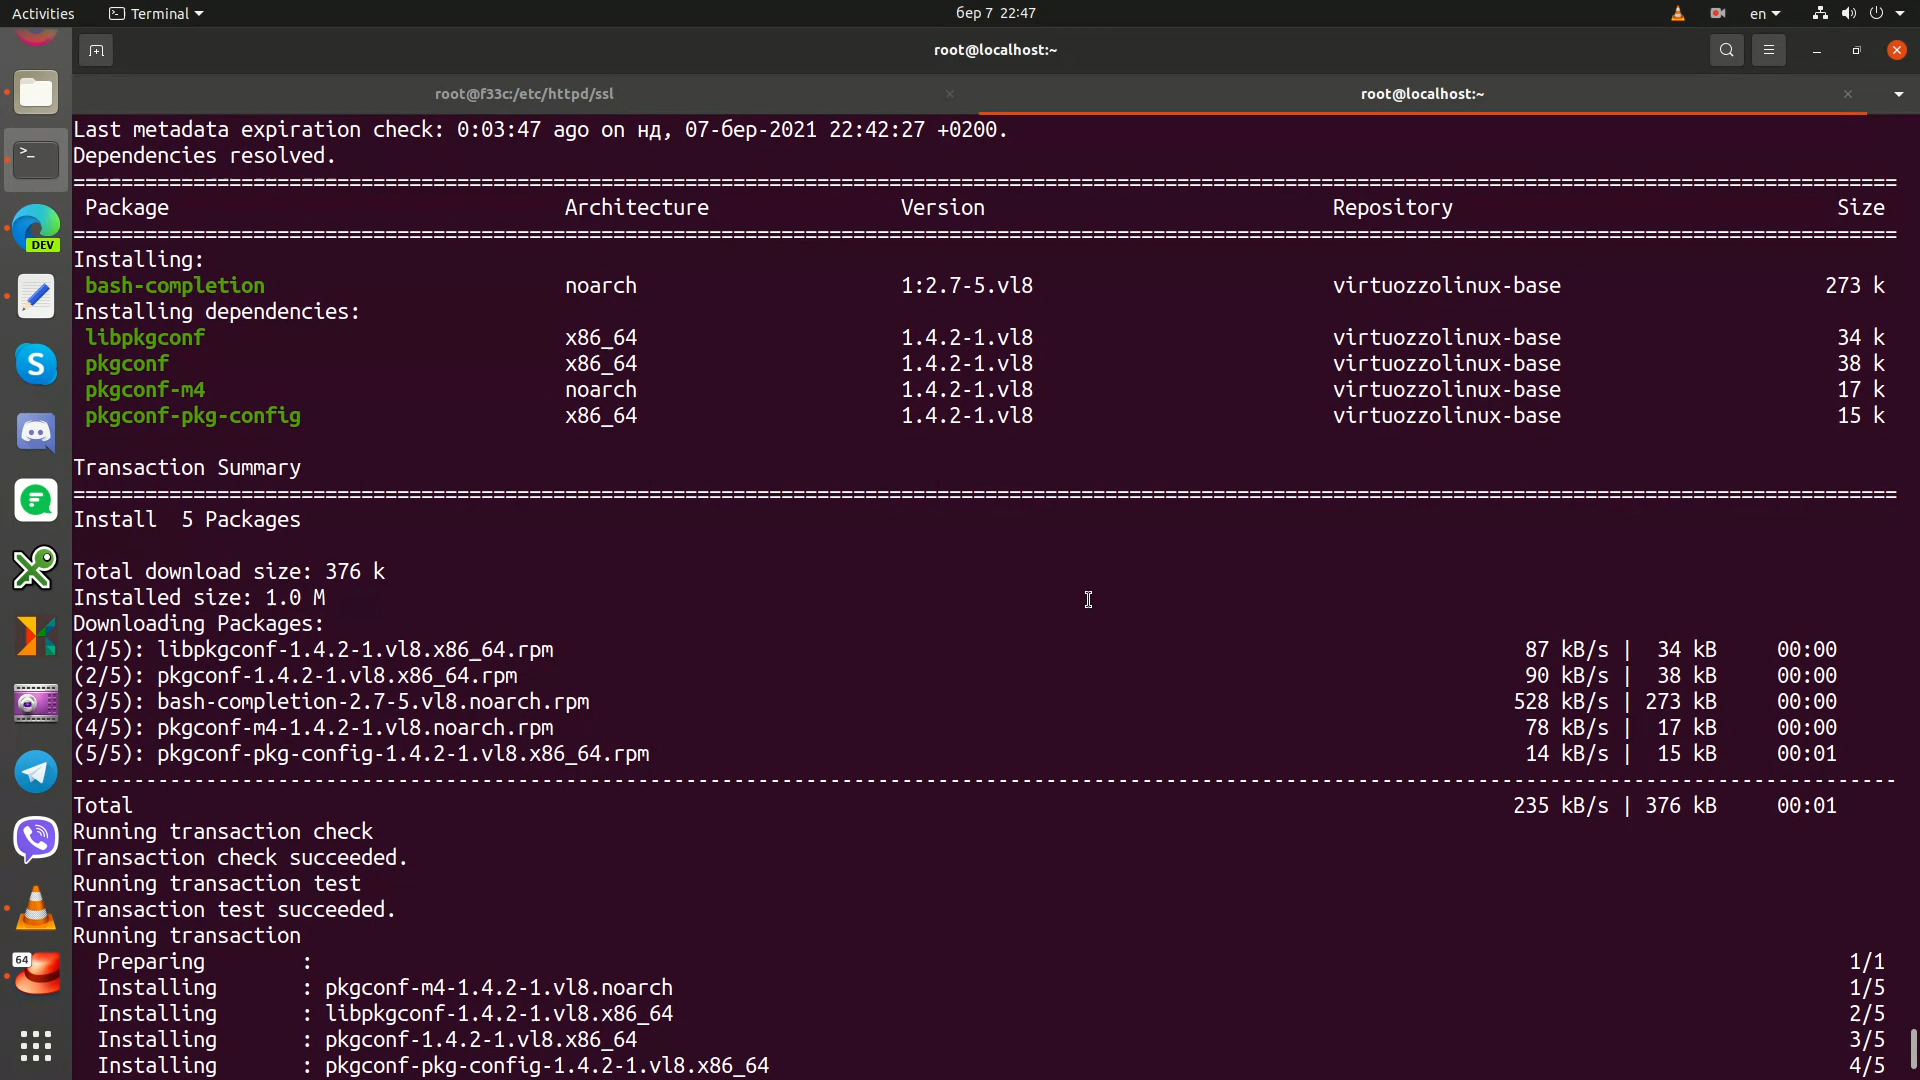 Activities Terminal бер 7 22:47 en
root@localhost:~
root@f33c:/etc/httpd/ssl root@localhost:~
Last metadata expiration check: 0:03:47 ago on нд, 07-бер-2021 22:42:27 +0200.
Dependencies resolved.
================================================================================
Package Architecture Version Repository Size
================================================================================
Installing:
bash-completion noarch 1:2.7-5.vl8 virtuozzolinux-base 273 k
Installing dependencies:
libpkgconf x86_64 1.4.2-1.vl8 virtuozzolinux-base 34 k
pkgconf x86_64 1.4.2-1.vl8 virtuozzolinux-base 38 k
pkgconf-m4 noarch 1.4.2-1.vl8 virtuozzolinux-base 17 k
pkgconf-pkg-config x86_64 1.4.2-1.vl8 virtuozzolinux-base 15 k
Transaction Summary
================================================================================
Install 5 Packages
Total download size: 376 k
Installed size: 1.0 M
Downloading Packages:
(1/5): libpkgconf-1.4.2-1.vl8.x86_64.rpm 87 kB/s | 34 kB 00:00
(2/5): pkgconf-1.4.2-1.vl8.x86_64.rpm 90 kB/s | 38 kB 00:00
(3/5): bash-completion-2.7-5.vl8.noarch.rpm 528 kB/s | 273 kB 00:00
(4/5): pkgconf-m4-1.4.2-1.vl8.noarch.rpm 78 kB/s | 17 kB 00:00
(5/5): pkgconf-pkg-config-1.4.2-1.vl8.x86_64.rpm 14 kB/s | 15 kB 00:01
--------------------------------------------------------------------------------
Total 235 kB/s | 376 kB 00:01
Running transaction check
Transaction check succeeded.
Running transaction test
Transaction test succeeded.
Running transaction
Preparing : 1/1
Installing : pkgconf-m4-1.4.2-1.vl8.noarch 1/5
Installing : libpkgconf-1.4.2-1.vl8.x86_64 2/5
Installing : pkgconf-1.4.2-1.vl8.x86_64 3/5
Installing : pkgconf-pkg-config-1.4.2-1.vl8.x86_64 4/5
DEV
64